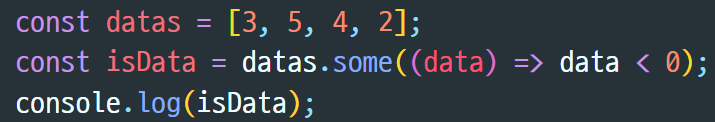 const datas = [3, 5, 4, 2];
const isData = datas.some((data) => data < 0);
console.log(isData);